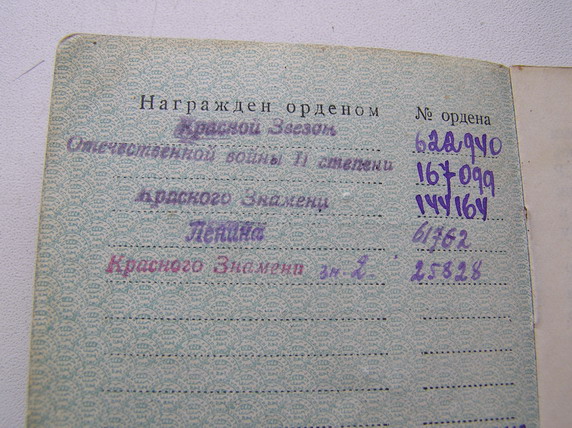 Награжден орденом № ордена
Красной Звезды 622940
Отечественной войны II степени 167099
Красного Знамени 144164
Ленина 61762
Красного Знамени зн. 2 25828